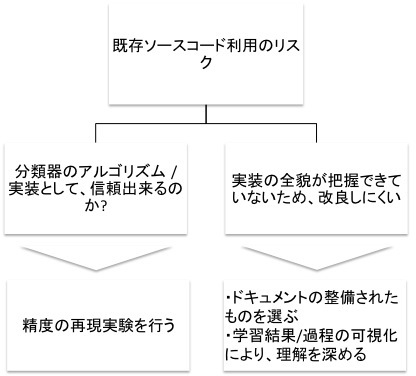 既存ソースコード利用のリス
ク
分類器のアルゴリズム /
実装として、信頼出来るの
か?
実装の全貌が把握できて
いないため、改良しにくい
精度の再現実験を行う
・ドキュメントの整備された
ものを選ぶ
・学習結果/過程の可視化
により、理解を深める